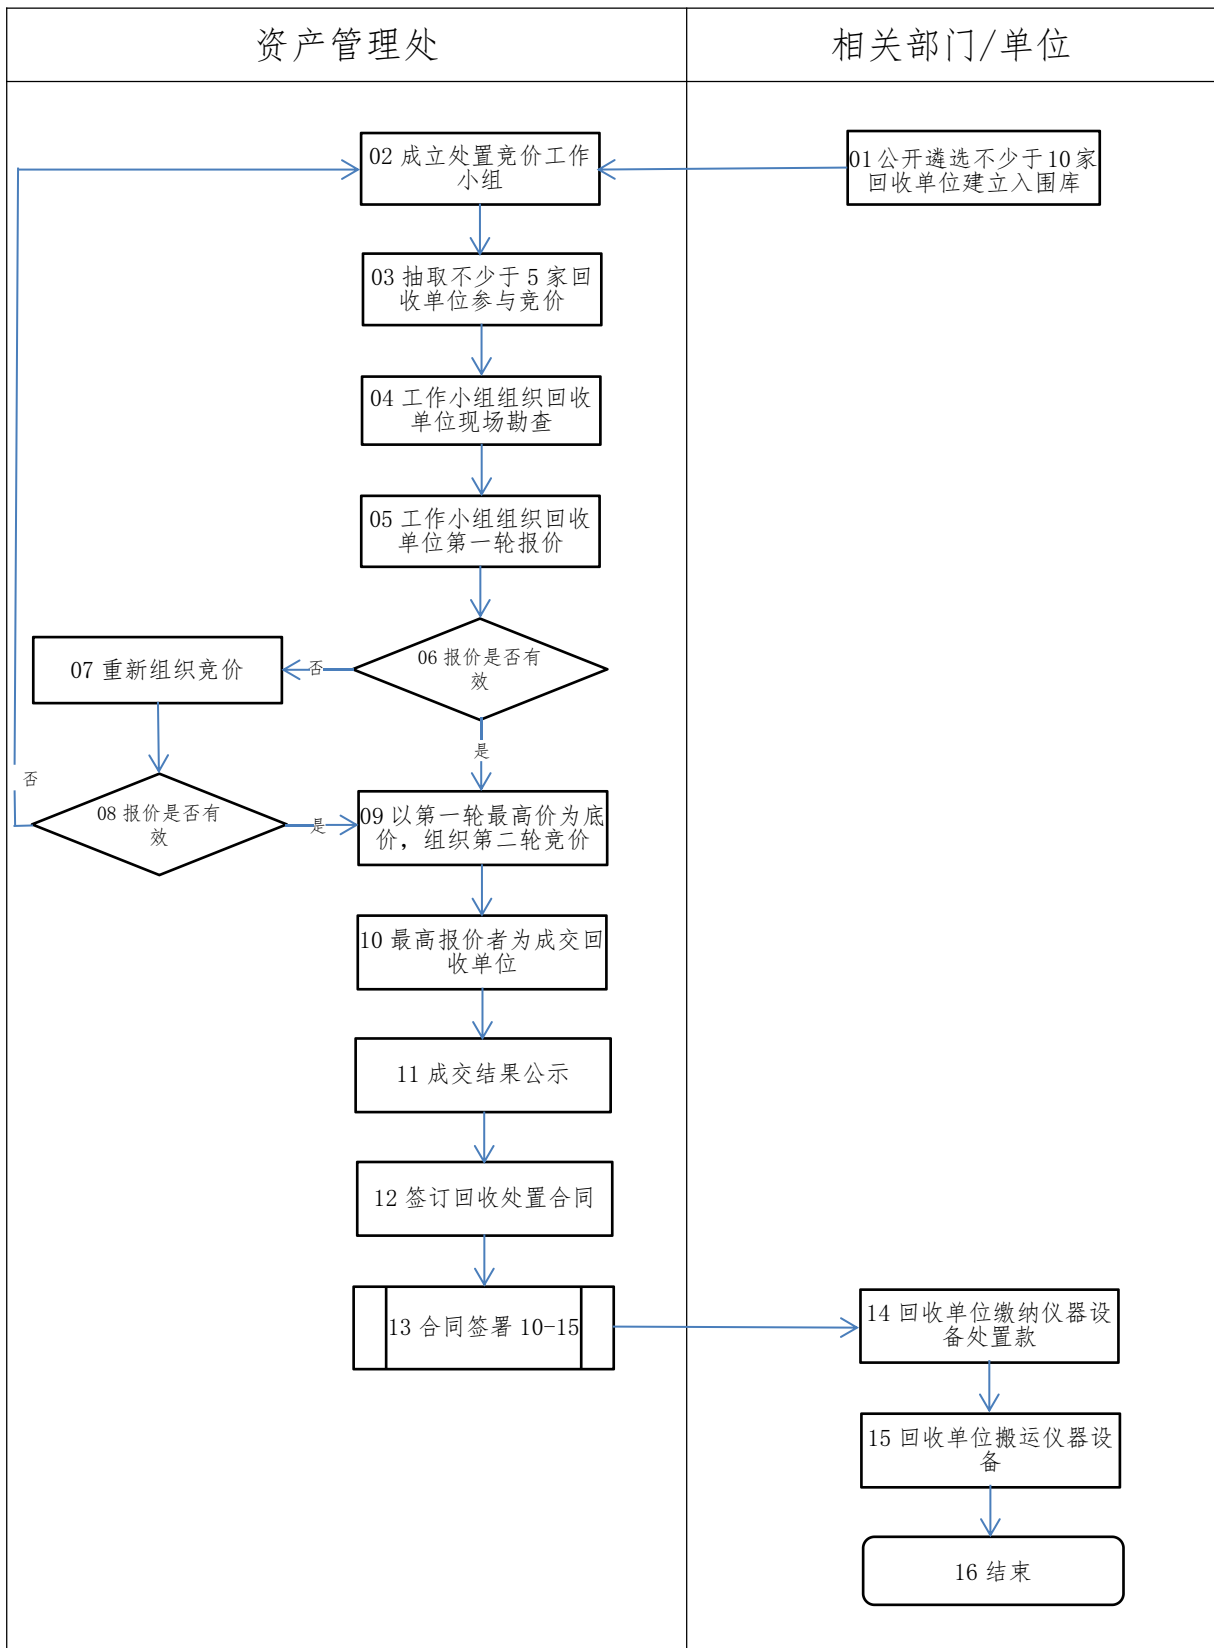 资产管理处
相关部门/单位
01公开遴选不少于10家
回收单位建立入围库
02 成立处置竞价工作
小组
03 抽取不少于 5 家回
收单位参与竞价
04 工作小组组织回收
单位现场勘查
05 工作小组组织回收
单位第一轮报价
06 报价是否有
效
否
07 重新组织竞价
是
08 报价是否有
效
否
是
09 以第一轮最高价为底
价，组织第二轮竞价
10 最高报价者为成交回
收单位
11 成交结果公示
12 签订回收处置合同
13 合同签署 10-15
14 回收单位缴纳仪器设
备处置款
15 回收单位搬运仪器设
备
16 结束